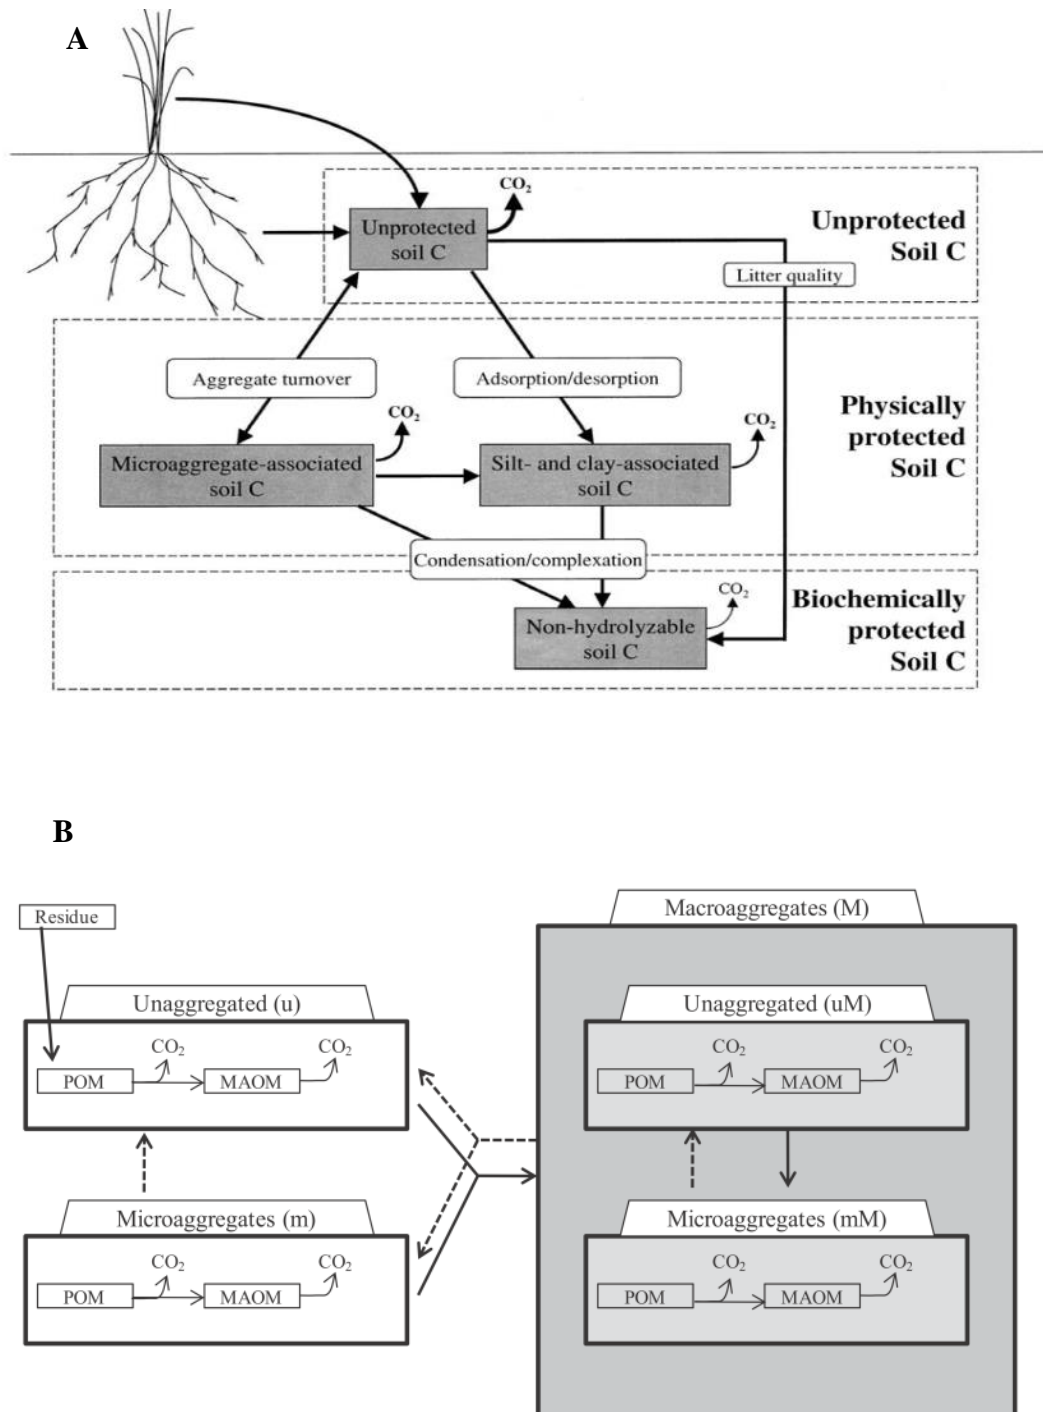 A
CO₂
Unprotected
soil C
Unprotected
Soil C
Litter quality
Aggregate turnover
Adsorption/desorption
Physically
protected
Soil C
CO₂
CO₂
Microaggregate-associated
soil C
Silt- and clay-associated
soil C
Condensation/complexation
CO₂
Non-hydrolyzable
soil C
Biochemically
protected
Soil C
B
Residue
Macroaggregates (M)
Unaggregated (u)
CO₂
CO₂
POM
MAOM
Unaggregated (uM)
CO₂
CO₂
POM
MAOM
Microaggregates (m)
CO₂
CO₂
POM
MAOM
Microaggregates (mM)
CO₂
CO₂
POM
MAOM